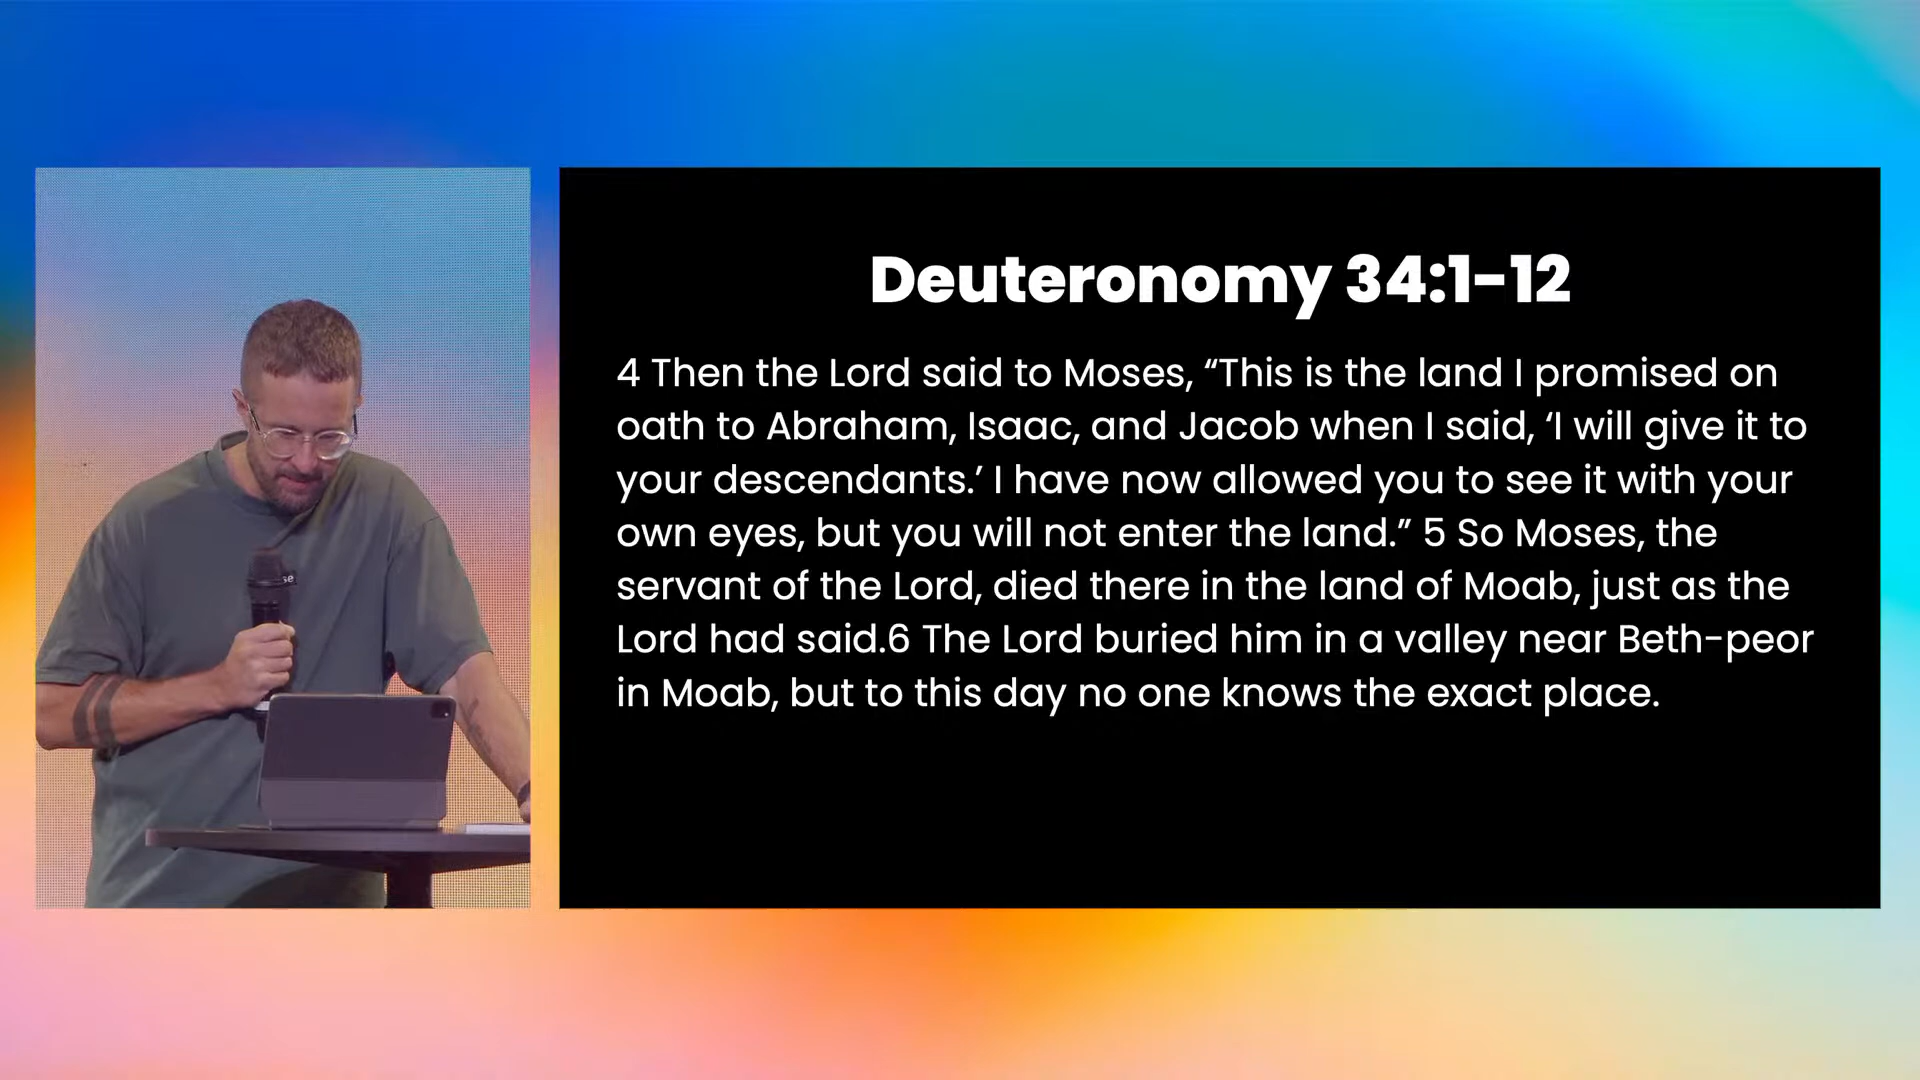 Deuteronomy 34:1-12
4 Then the Lord said to Moses, “This is the land I promised on
oath to Abraham, Isaac, and Jacob when I said, ‘I will give it to
your descendants.’ I have now allowed you to see it with your
own eyes, but you will not enter the land.” 5 So Moses, the
servant of the Lord, died there in the land of Moab, just as the
Lord had said.6 The Lord buried him in a valley near Beth-peor
in Moab, but to this day no one knows the exact place.